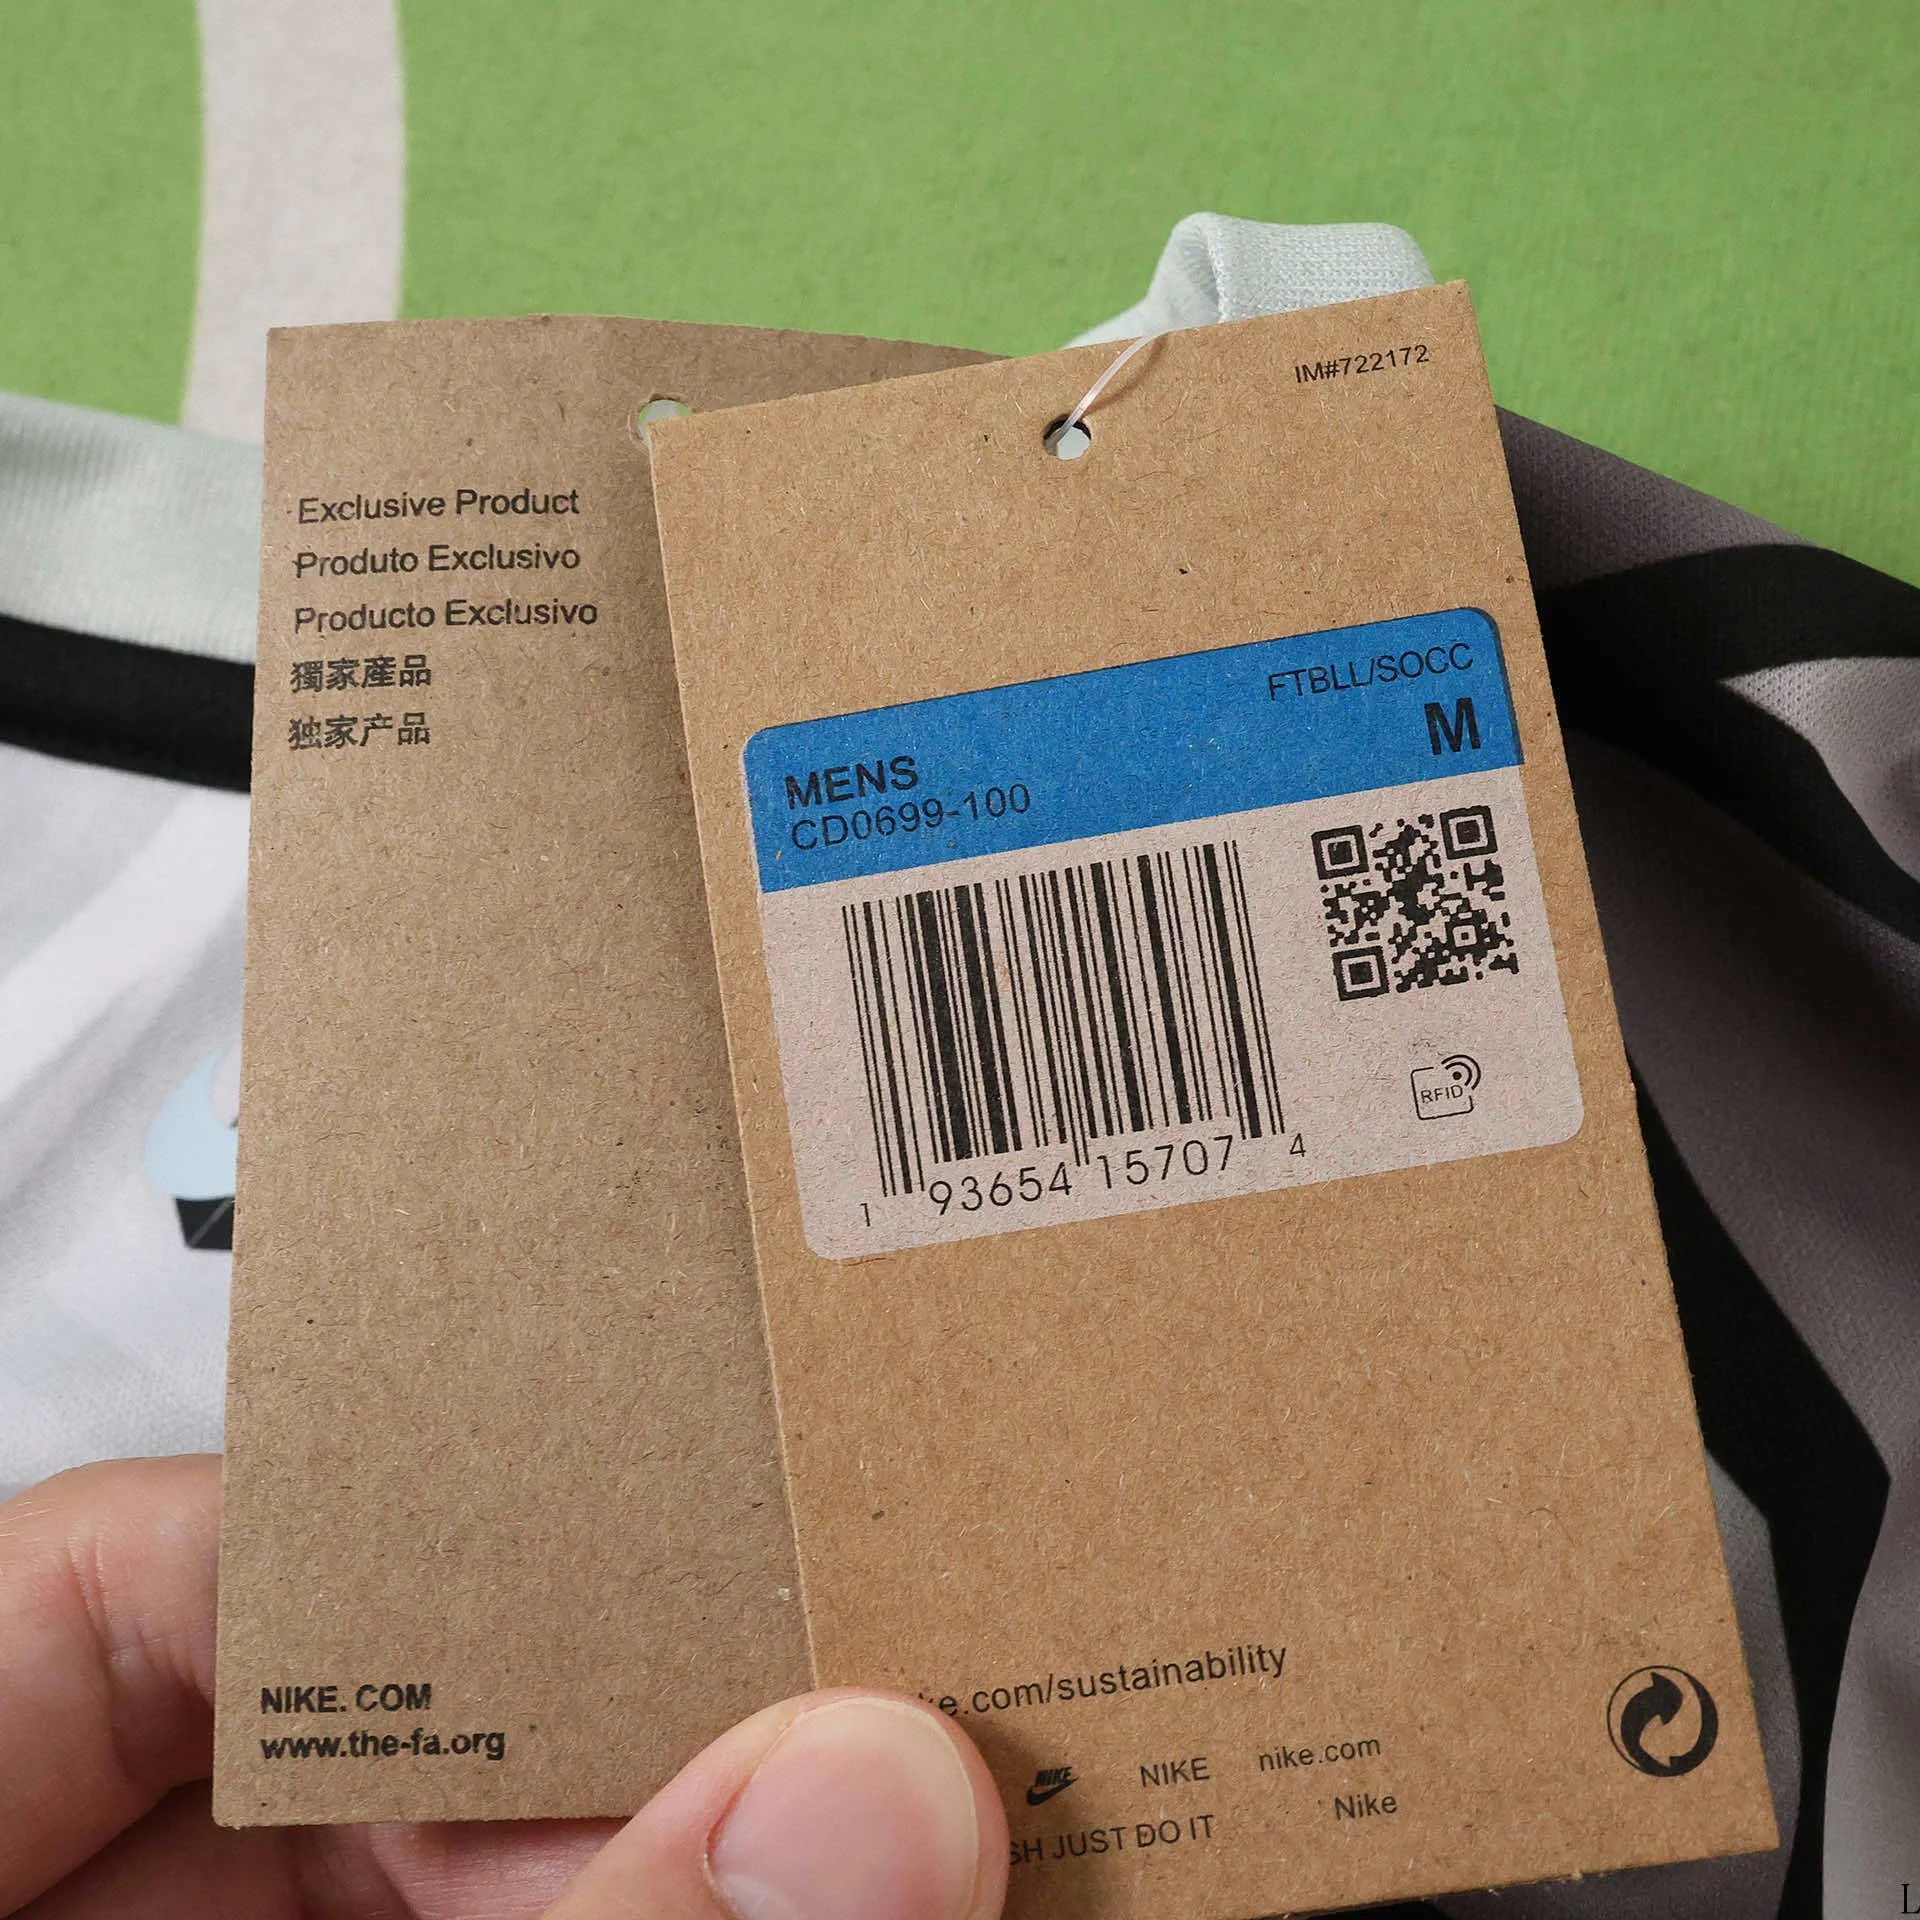 Exclusive Product
Produto Exclusivo
Producto Exclusivo
獨家產品
独家产品
NIKE. COM
www.the-fa.org
IM#722172
FTBLL/SOCC
M
MENS
CD0699-100
RFID
1 93654 15707 4
e.com/sustainability
NIKE NIKE nike.com
JUST DO IT Nike
L